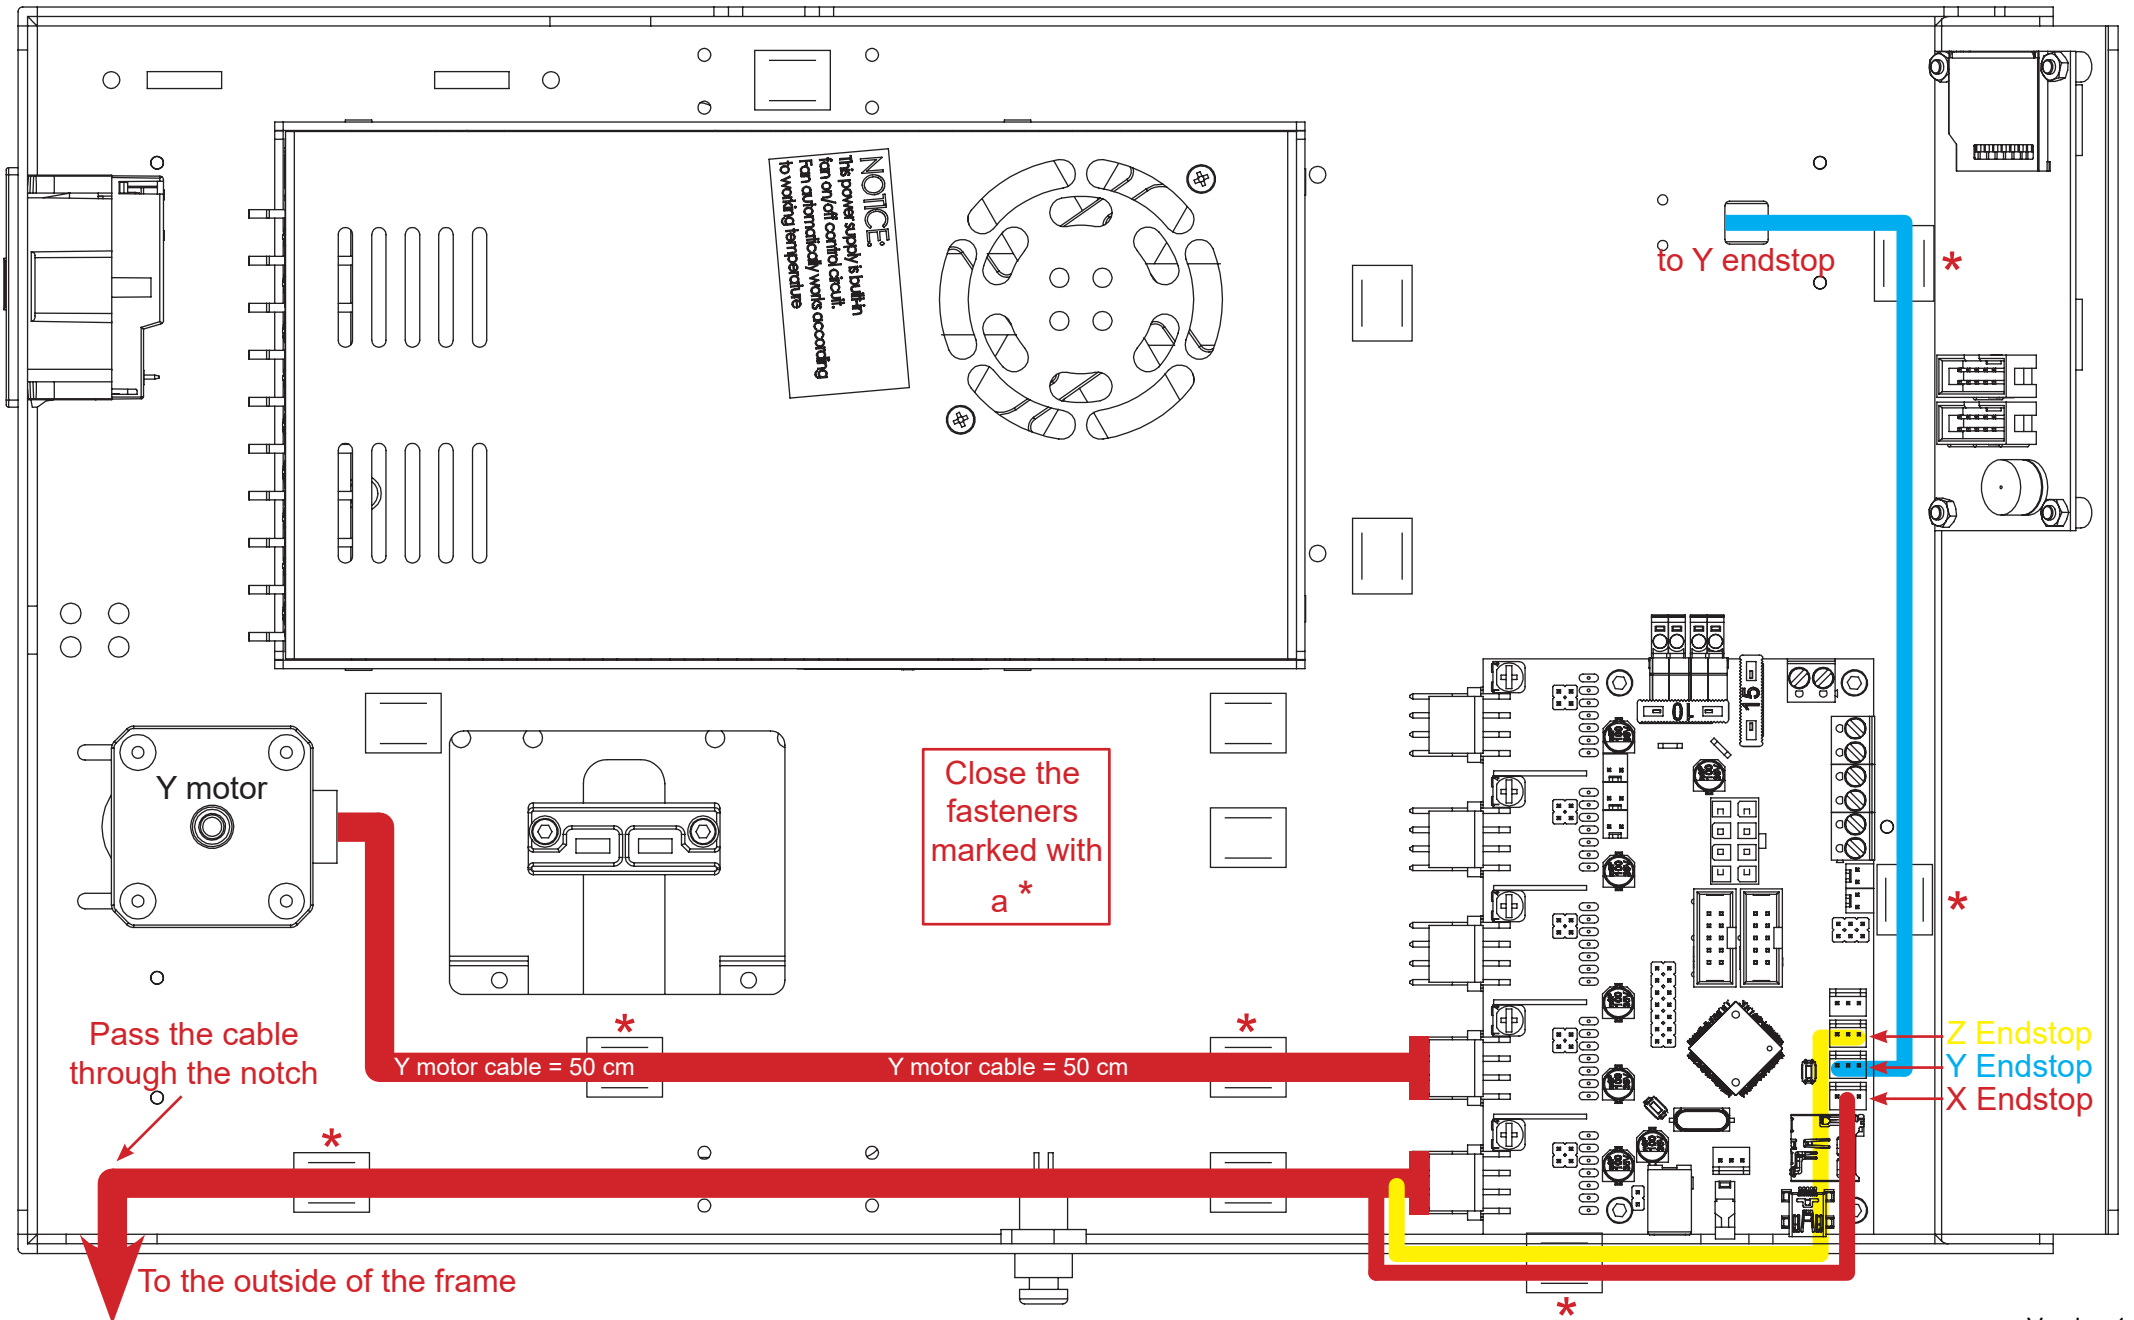 NOTICE:
This power supply is built-in
fan on/off control circuit.
Fan automatically works according
to working temperature
to Y endstop
*
10
15
Y motor
Close the
fasteners
marked with
a *
*
Pass the cable
through the notch
*
*
Y motor cable = 50 cm
Y motor cable = 50 cm
Z Endstop
Y Endstop
X Endstop
*
To the outside of the frame
*